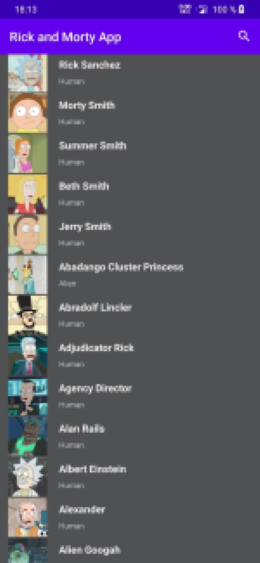 18:13
100 %
Rick and Morty App
Rick Sanchez
Human
Morty Smith
Human
Summer Smith
Human
Beth Smith
Human
Jerry Smith
Human
Abadango Cluster Princess
Alien
Abradolf Lincler
Human
Adjudicator Rick
Human
Agency Director
Human
Alan Rails
Human
Albert Einstein
Human
Alexander
Human
Alien Googah